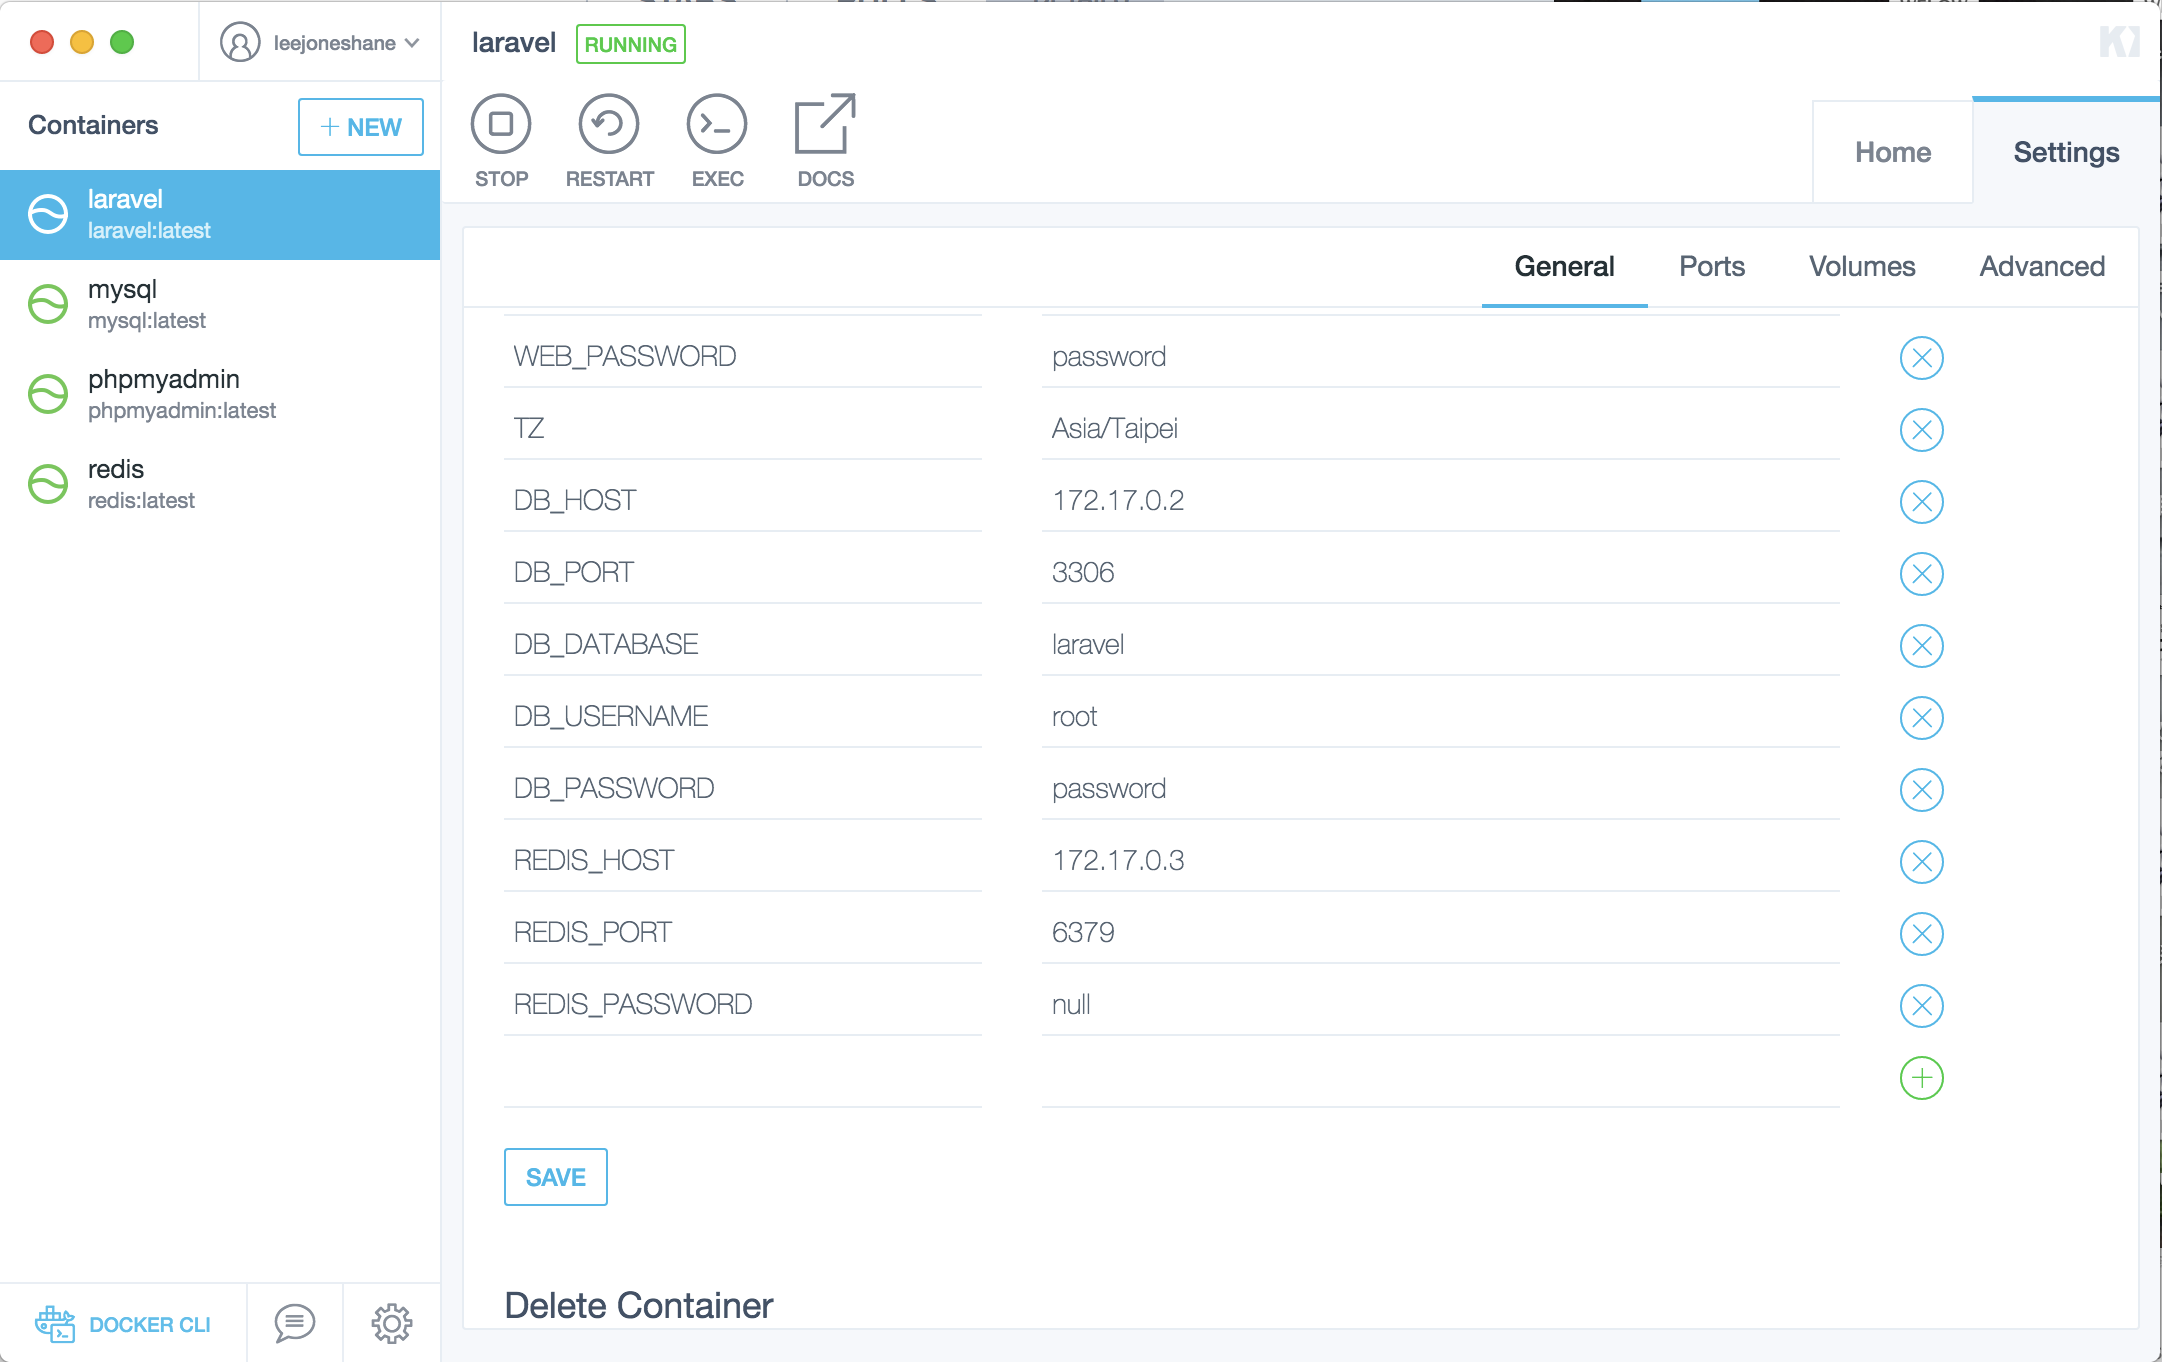 leejoneshane
laravel RUNNING
Containers
+ NEW
laravel
laravel:latest
mysql
mysql:latest
phpmyadmin
phpmyadmin:latest
redis
redis:latest
DOCKER CLI
STOP RESTART EXEC DOCS
Home Settings
General Ports Volumes Advanced
WEB_PASSWORD password
TZ Asia/Taipei
DB_HOST 172.17.0.2
DB_PORT 3306
DB_DATABASE laravel
DB_USERNAME root
DB_PASSWORD password
REDIS_HOST 172.17.0.3
REDIS_PORT 6379
REDIS_PASSWORD null
SAVE
Delete Container